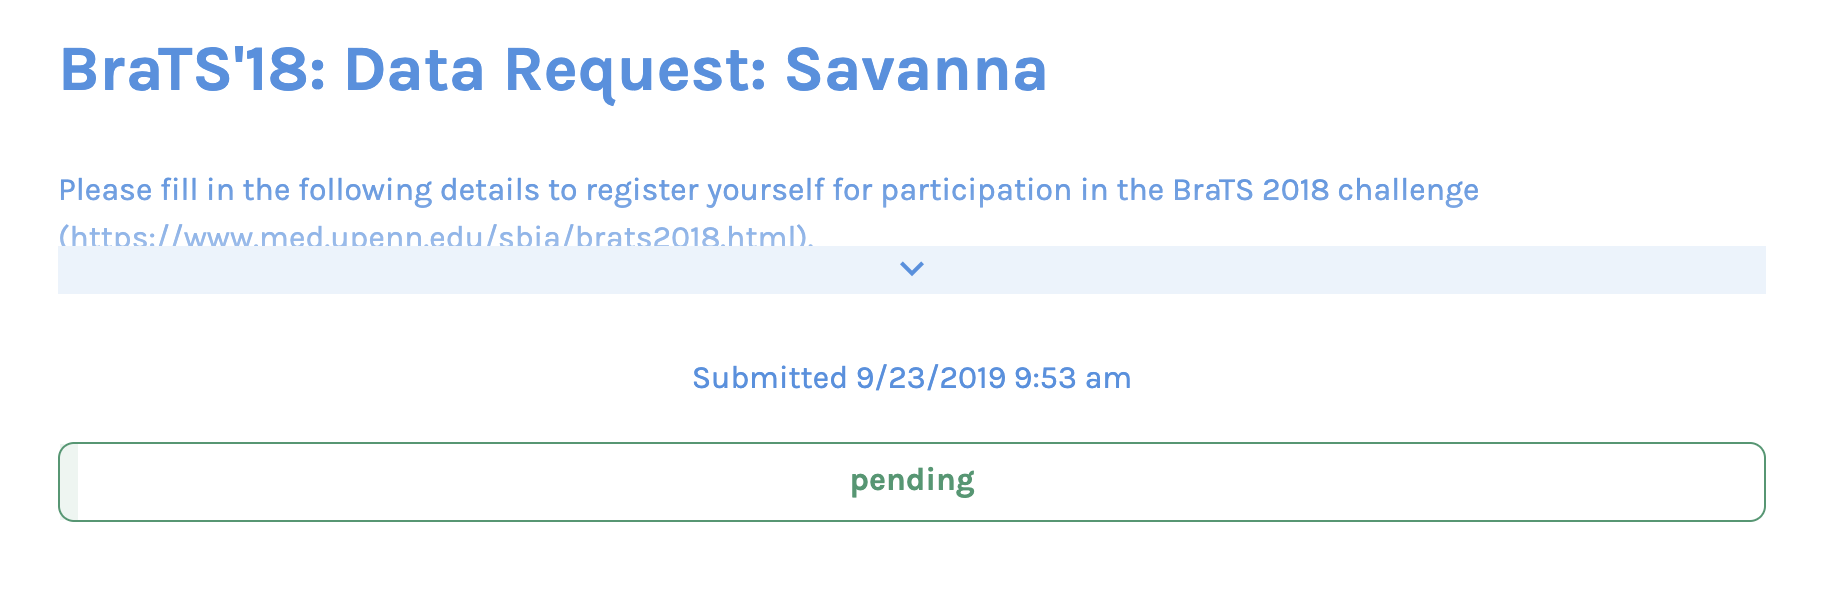 BraTS'18: Data Request: Savanna
Please fill in the following details to register yourself for participation in the BraTS 2018 challenge
(https://www.med.upenn.edu/sbia/brats2018.html).
Submitted 9/23/2019 9:53 am
pending